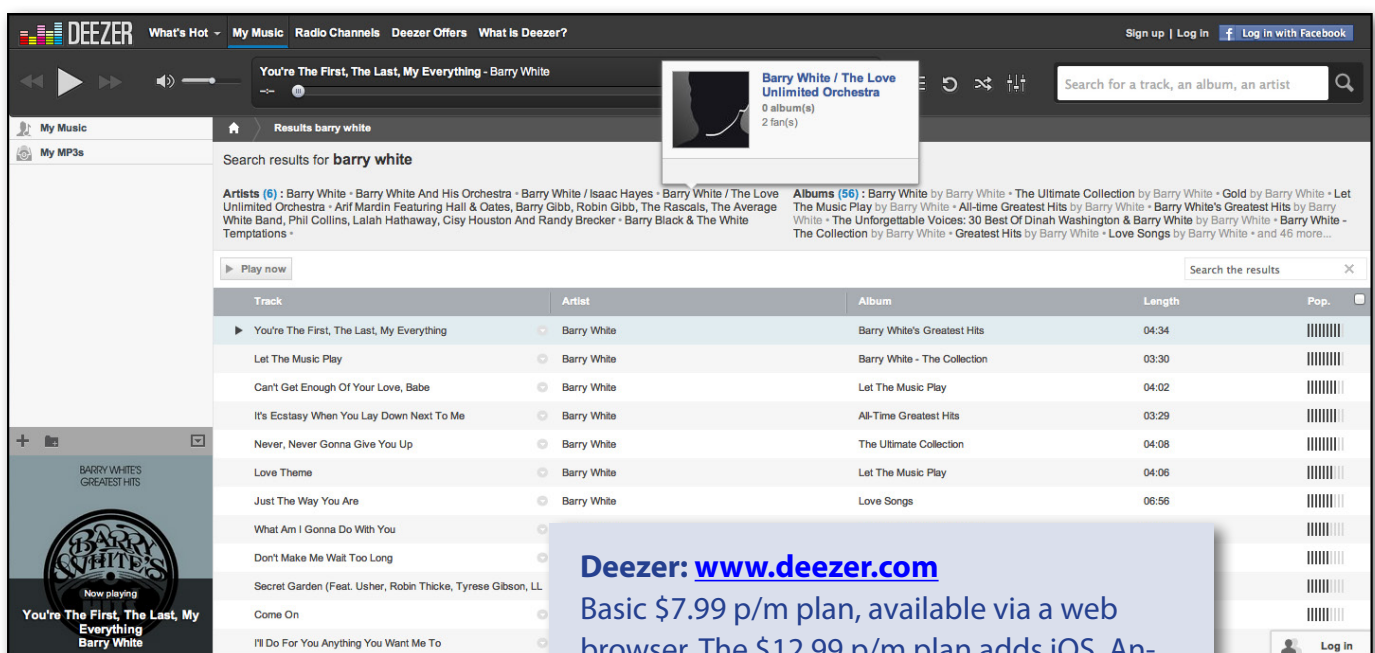 DEEZER What's Hot My Music Radio Channels Deezer Offers What is Deezer? Sign up | Log in f Log in with Facebook
You're The First, The Last, My Everything - Barry White
-:-
Search for a track, an album, an artist
Barry White / The Love
Unlimited Orchestra
0 album(s)
2 fan(s)
My Music
My MP3s
Results barry white
Search results for barry white
Artists (6) : Barry White • Barry White And His Orchestra • Barry White / Isaac Hayes • Barry White / The Love
Unlimited Orchestra • Arif Mardin Featuring Hall & Oates, Barry Gibb, Robin Gibb, The Rascals, The Average
White Band, Phil Collins, Lalah Hathaway, Cisy Houston And Randy Brecker • Barry Black & The White
Temptations •
Albums (56) : Barry White by Barry White • The Ultimate Collection by Barry White • Gold by Barry White • Let
The Music Play by Barry White • All-time Greatest Hits by Barry White • Barry White's Greatest Hits by Barry
White • The Unforgettable Voices: 30 Best Of Dinah Washington & Barry White by Barry White • Barry White -
The Collection by Barry White • Greatest Hits by Barry White • Love Songs by Barry White • and 46 more...
Play now
Search the results
Track Artist Album Length Pop.
You're The First, The Last, My Everything Barry White Barry White's Greatest Hits 04:34
Let The Music Play Barry White Barry White - The Collection 03:30
Can't Get Enough Of Your Love, Babe Barry White Let The Music Play 04:02
It's Ecstasy When You Lay Down Next To Me Barry White All-Time Greatest Hits 03:29
Never, Never Gonna Give You Up Barry White The Ultimate Collection 04:08
Love Theme Barry White Let The Music Play 04:06
Just The Way You Are Barry White Love Songs 06:56
What Am I Gonna Do With You
Don't Make Me Wait Too Long
Secret Garden (Feat. Usher, Robin Thicke, Tyrese Gibson, LL
Come On
I'll Do For You Anything You Want Me To
BARRY WHITE'S
GREATEST HITS
BARRY
WHITE'S
Now playing
You're The First, The Last, My
Everything
Barry White
Deezer: www.deezer.com
Basic $7.99 p/m plan, available via a web
browser. The $12.99 p/m plan adds iOS, An-
Log in